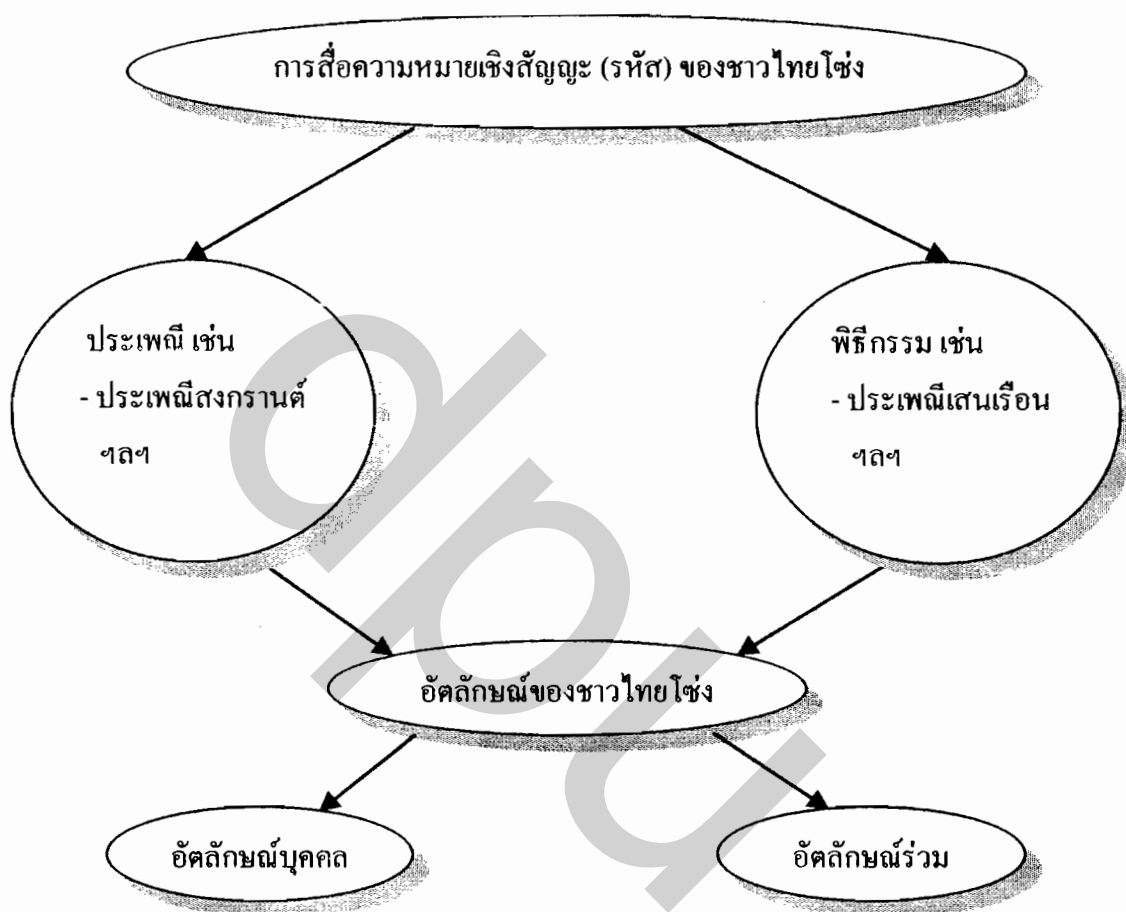 การสื่อความหมายเชิงสัญญะ (รหัส) ของชาวไทยโซ่ง
ประเพณี เช่น
- ประเพณีสงกรานต์
ฯลฯ
พิธีกรรม เช่น
- ประเพณีเสนเรือน
ฯลฯ
อัตลักษณ์ของชาวไทยโซ่ง
อัตลักษณ์บุคคล
อัตลักษณ์ร่วม
dpu